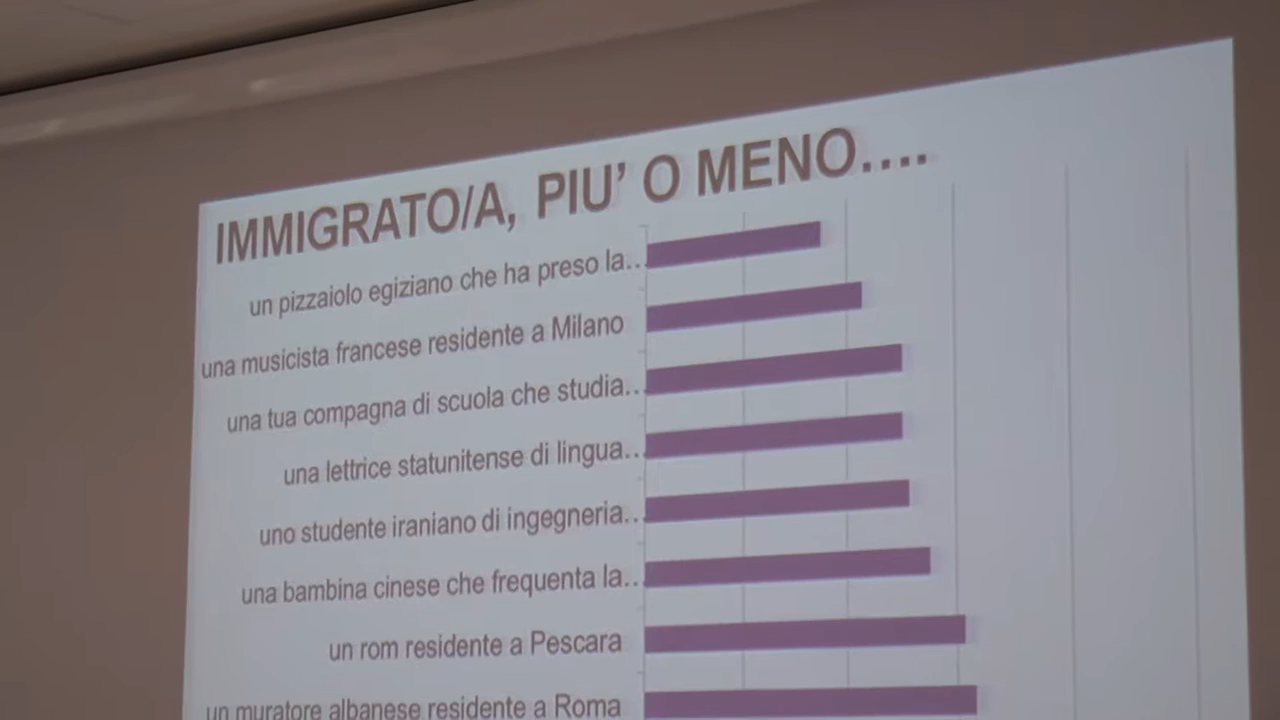 IMMIGRATO/A, PIU' O MENO....
un pizzaiolo egiziano che ha preso la...
una musicista francese residente a Milano
una tua compagna di scuola che studia...
una lettrice statunitense di lingua...
uno studente iraniano di ingegneria...
una bambina cinese che frequenta la...
un rom residente a Pescara
un muratore albanese residente a Roma